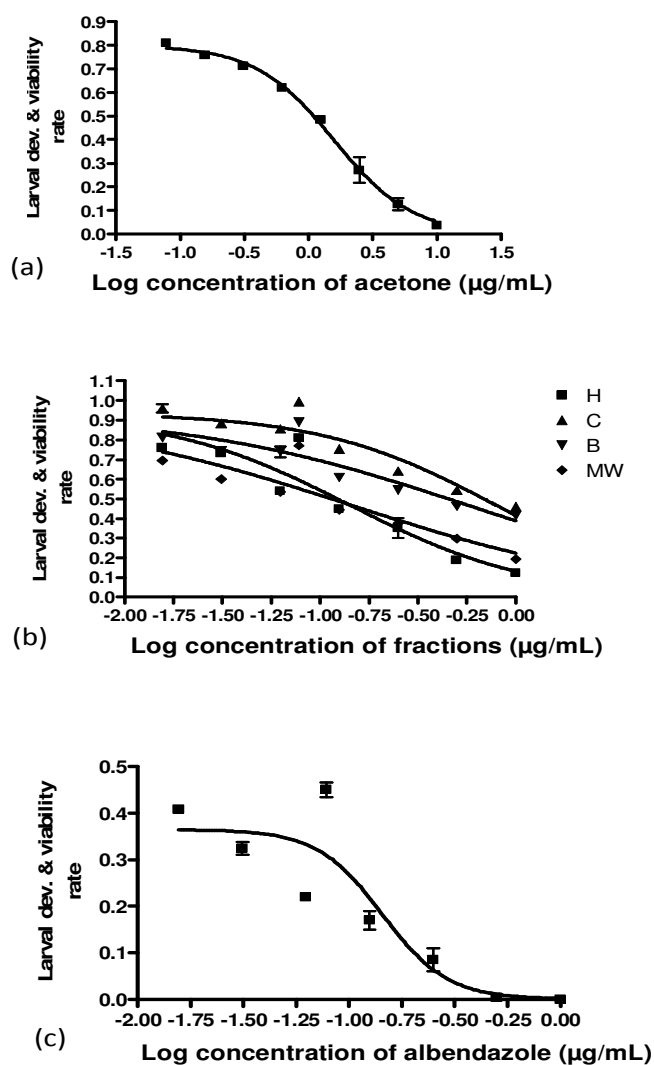 0.9
0.8
0.7
0.6
0.5
0.4
0.3
0.2
0.1
0.0
Larval dev. & viability
rate
-1.5 -1.0 -0.5 0.0 0.5 1.0 1.5
(a)
Log concentration of acetone (µg/mL)
1.1
1.0
0.9
0.8
0.7
0.6
0.5
0.4
0.3
0.2
0.1
0.0
Larval dev. & viability
rate
H
C
B
MW
-2.00 -1.75 -1.50 -1.25 -1.00 -0.75 -0.50 -0.25 0.00
(b)
Log concentration of fractions (µg/mL)
0.5
0.4
0.3
0.2
0.1
0.0
Larval dev. & viability
rate
-2.00 -1.75 -1.50 -1.25 -1.00 -0.75 -0.50 -0.25 0.00
(c)
Log concentration of albendazole (µg/mL)